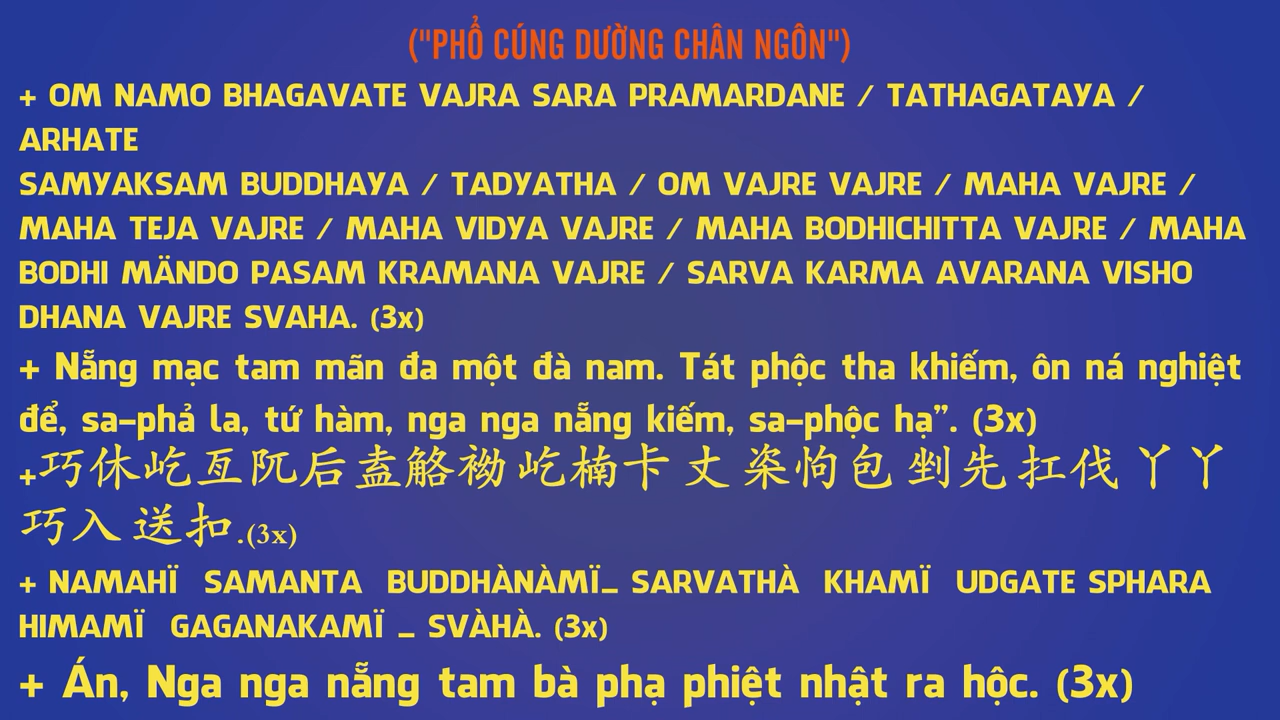 ("PHỔ CÚNG DƯỜNG CHÂN NGÔN")
+ OM NAMO BHAGAVATE VAJRA SARA PRAMARDANE / TATHAGATAYA /
ARHATE
SAMYAKSAM BUDDHAYA / TADYATHA / OM VAJRE VAJRE / MAHA VAJRE /
MAHA TEJA VAJRE / MAHA VIDYA VAJRE / MAHA BODHICHITTA VAJRE / MAHA
BODHI MÄNDO PASAM KRAMANA VAJRE / SARVA KARMA AVARANA VISHO
DHANA VAJRE SVAHA. (3x)
+ Nẵng mạc tam mãn đa một đà nam. Tát phộc tha khiếm, ôn ná nghiệt
để, sa-phả la, tứ hàm, nga nga nẵng kiếm, sa-phộc hạ”. (3x)
+巧休屹亙阢后盍觡袎屹楠卡丈楶怐包剉先扛伐丫丫
巧入送扣.(3x)
+ NAMAHÏ SAMANTA BUDDHÀNÀMÏ_ SARVATHÀ KHAMÏ UDGATE SPHARA
HIMAMÏ GAGANAKAMÏ _ SVÀHÀ. (3x)
+ Án, Nga nga nẵng tam bà phạ phiệt nhật ra hộc. (3x)